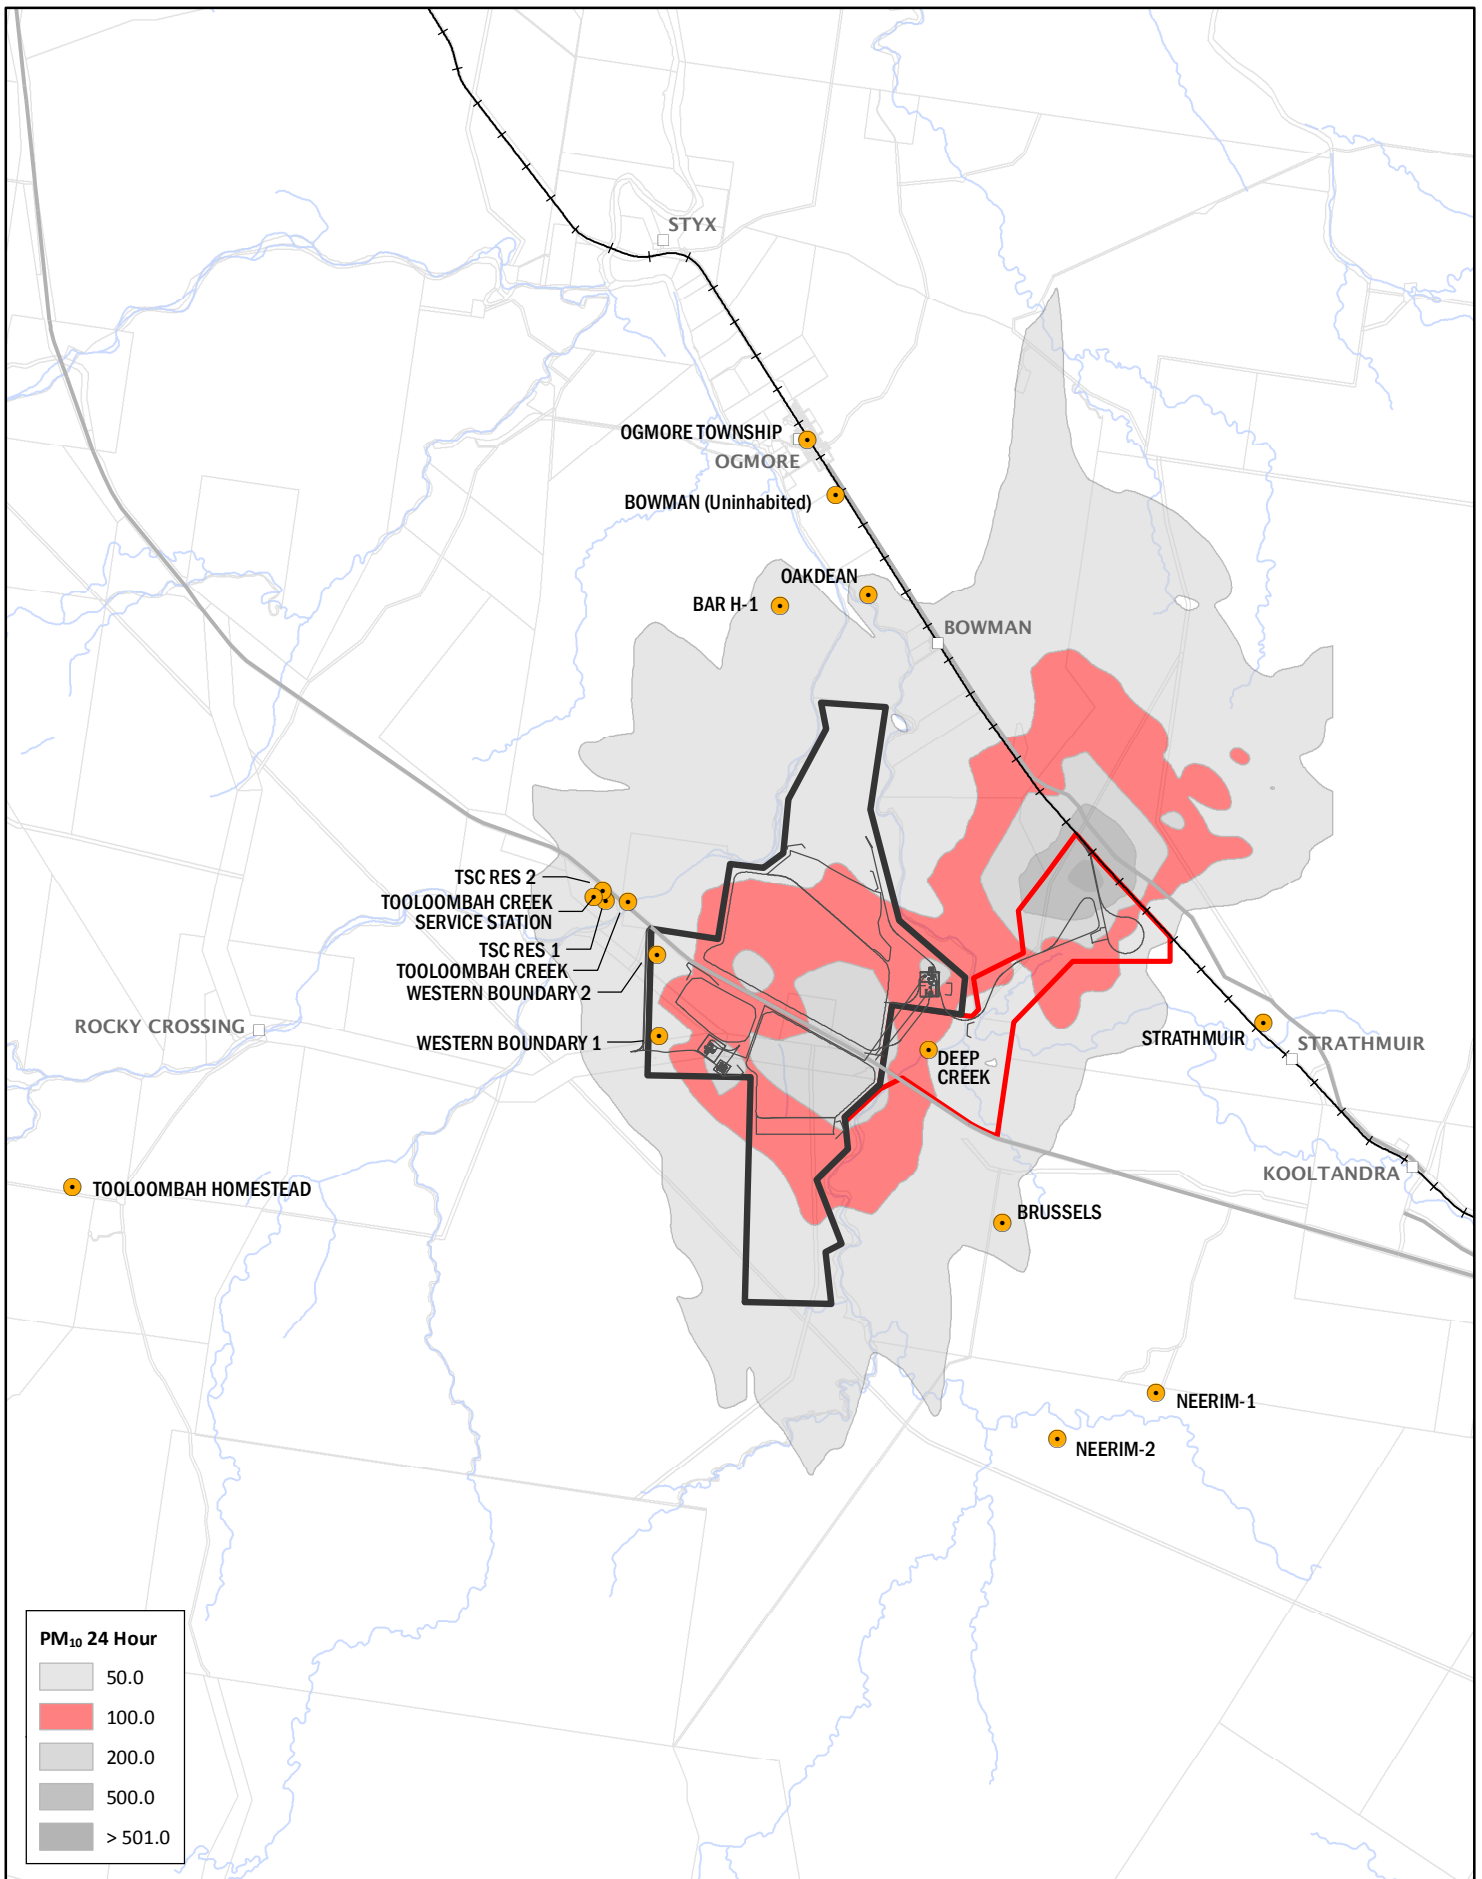 STYX
OGMORE TOWNSHIP
OGMORE
BOWMAN (Uninhabited)
OAKDEAN
BAR H-1
BOWMAN
TSC RES 2
TOOLOOMBAH CREEK
SERVICE STATION
TSC RES 1
TOOLOOMBAH CREEK
WESTERN BOUNDARY 2
ROCKY CROSSING
WESTERN BOUNDARY 1
STRATHMUIR
STRATHMUIR
DEEP
CREEK
KOOLTANDRA
TOOLOOMBAH HOMESTEAD
BRUSSELS
NEERIM-1
NEERIM-2
PM₁₀ 24 Hour
50.0
100.0
200.0
500.0
> 501.0